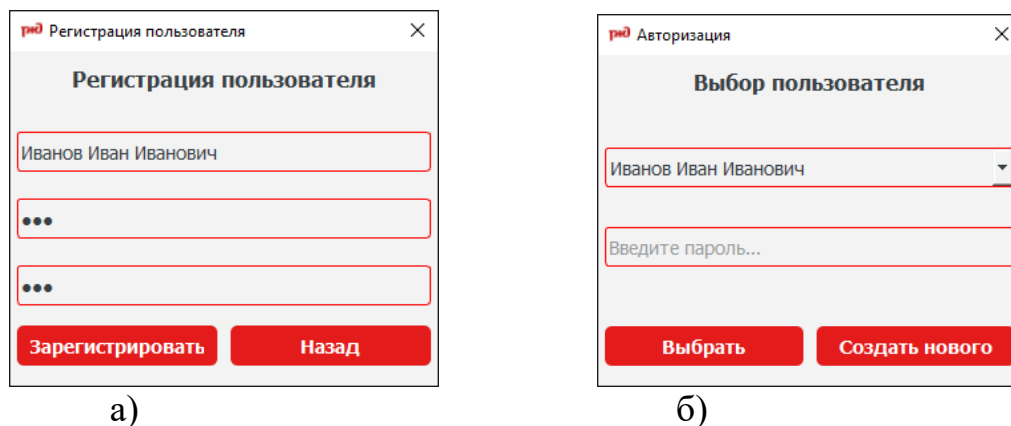 ржд Регистрация пользователя
Регистрация пользователя
Иванов Иван Иванович
●●●
●●●
Зарегистрировать Назад
а)
ржд Авторизация
Выбор пользователя
Иванов Иван Иванович
Введите пароль...
Выбрать Создать нового
б)